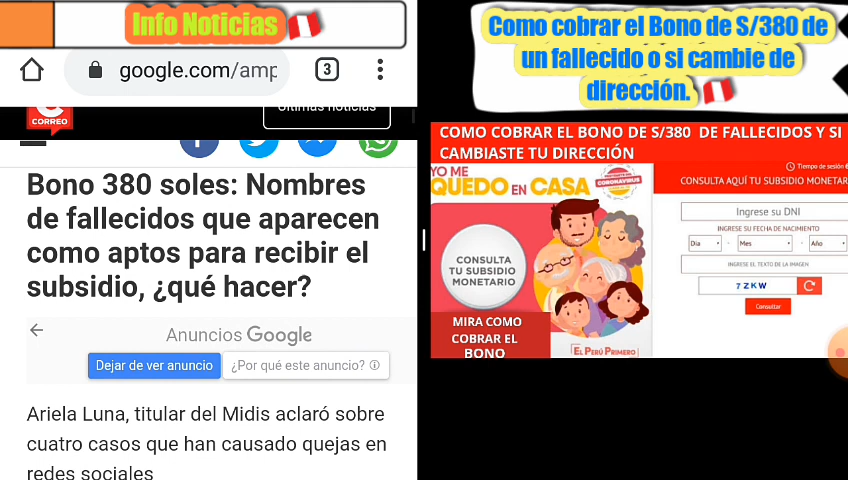 Info Noticias
google.com/amp
3
Últimas noticias
CORREO
Bono 380 soles: Nombres
de fallecidos que aparecen
como aptos para recibir el
subsidio, ¿qué hacer?
Anuncios Google
Dejar de ver anuncio
¿Por qué este anuncio?
Ariela Luna, titular del Midis aclaró sobre
cuatro casos que han causado quejas en
redes sociales
Como cobrar el Bono de S/380 de
un fallecido o si cambie de
dirección.
COMO COBRAR EL BONO DE S/380 DE FALLECIDOS Y SI
CAMBIASTE TU DIRECCIÓN
YO ME
QUEDO EN CASA
CORONAVIRUS
CONSULTA
TU SUBSIDIO
MONETARIO
MIRA COMO
COBRAR EL
BONO
EL PERÚ PRIMERO
Tiempo de sesión
CONSULTA AQUÍ TU SUBSIDIO MONETAR
Ingrese su DNI
INGRESE SU FECHA DE NACIMIENTO
Dia
Mes
Año
INGRESE EL TEXTO DE LA IMAGEN
7 Z K W
Consultar